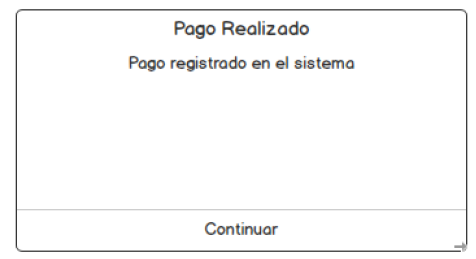 Pago Realizado
Pago registrado en el sistema
Continuar